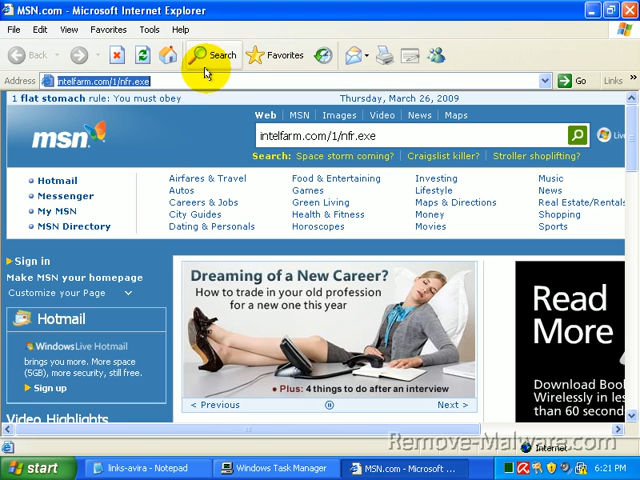 MSN.com - Microsoft Internet Explorer
File Edit View Favorites Tools Help
Back Search Favorites
Address intelfarm.com/1/nfr.exe Go Links »
1 flat stomach rule: You must obey Thursday, March 26, 2009
Web MSN Images Video News Maps
msn intelfarm.com/1/nfr.exe Live
Search: Space storm coming? Craigslist killer? Stroller shoplifting?
Hotmail
Messenger
My MSN
MSN Directory
Airfares & Travel Food & Entertaining Investing Music
Autos Games Lifestyle News
Careers & Jobs Green Living Maps & Directions Real Estate/Rentals
City Guides Health & Fitness Money Shopping
Dating & Personals Horoscopes Movies Sports
Sign in
Make MSN your homepage
Customize your Page
Hotmail
WindowsLive Hotmail
brings you more. More space
(5GB), more security, still free.
Sign up
Video Highlights
Dreaming of a New Career?
How to trade in your old profession
for a new one this year
• Plus: 4 things to do after an interview
< Previous Next >
Read
More
Download Boo
Wirelessly in les
than 60 second
Internet
Remove-Malware.com
start links-avira - Notepad Windows Task Manager MSN.com - Microsoft ... 6:21 PM